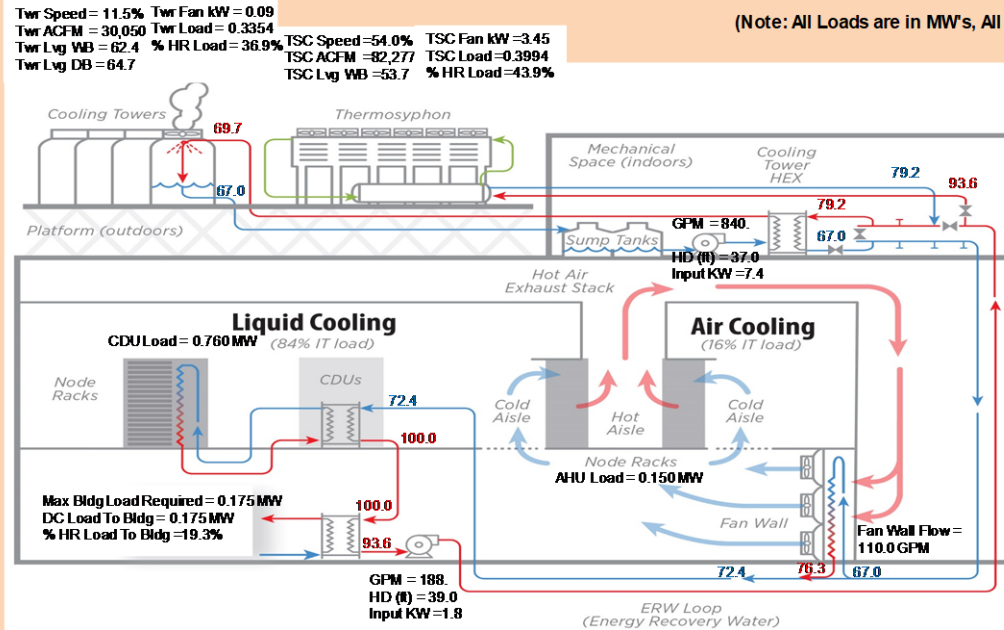 Twr Speed = 11.5% Twr Fan kW = 0.09
Twr ACFM = 30,050 Twr Load = 0.3354
Twr Lvg WB = 62.4 % HR Load = 36.9%
Twr Lvg DB = 64.7
TSC Speed=54.0% TSC Fan kW =3.45
TSC ACFM =82,277 TSC Load=0.3994
TSC Lvg WB =53.7 % HR Load =43.9%
(Note: All Loads are in MW's, All
Cooling Towers
69.7
67.0
Thermosyphon
Mechanical
Space (indoors)
Cooling
Tower
HEX
79.2
93.6
79.2
67.0
Platform (outdoors)
Sump Tanks
GPM = 840.
HD (ft) = 37.0
Input KW =7.4
Hot Air
Exhaust Stack
Liquid Cooling
(84% IT load)
Air Cooling
(16% IT load)
CDU Load = 0.760 MW
Node
Racks
CDUs
72.4
100.0
Cold
Aisle
Hot
Aisle
Cold
Aisle
Node Racks
AHU Load = 0.150 MW
Max Bldg Load Required = 0.175 MW
DC Load To Bldg = 0.175 MW
% HR Load To Bldg =19.3%
100.0
93.6
Fan Wall
Fan Wall Flow =
110.0 GPM
72.4
76.3
67.0
GPM = 188.
HD (ft) = 39.0
Input KW =1.8
ERW Loop
(Energy Recovery Water)